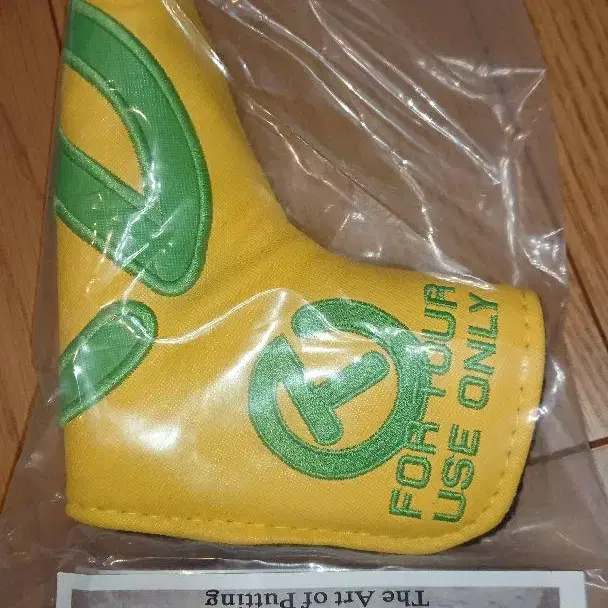 FOR TOUR
USE ONLY
The Art of Putting